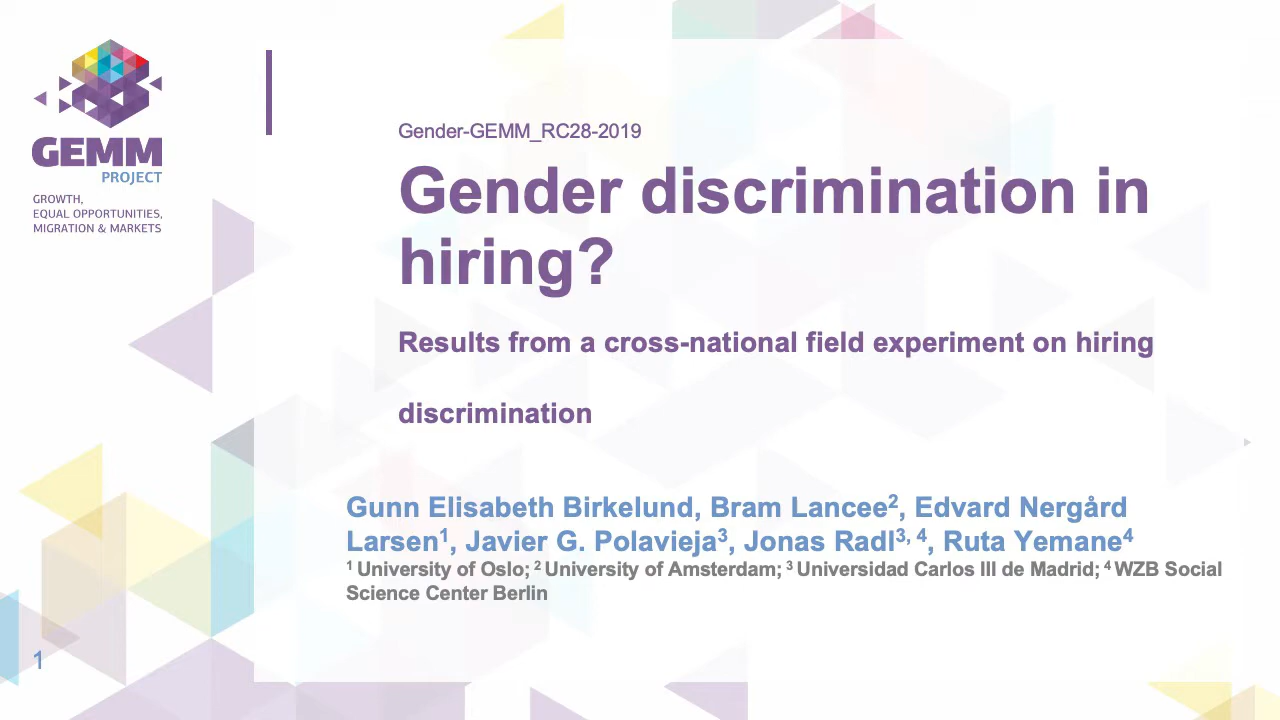 GEMM
PROJECT
GROWTH,
EQUAL OPPORTUNITIES,
MIGRATION & MARKETS
Gender-GEMM_RC28-2019
Gender discrimination in
hiring?
Results from a cross-national field experiment on hiring
discrimination
Gunn Elisabeth Birkelund, Bram Lancee², Edvard Nergård
Larsen¹, Javier G. Polavieja³, Jonas Radl³, ⁴, Ruta Yemane⁴
¹ University of Oslo; ² University of Amsterdam; ³ Universidad Carlos III de Madrid; ⁴ WZB Social
Science Center Berlin
1